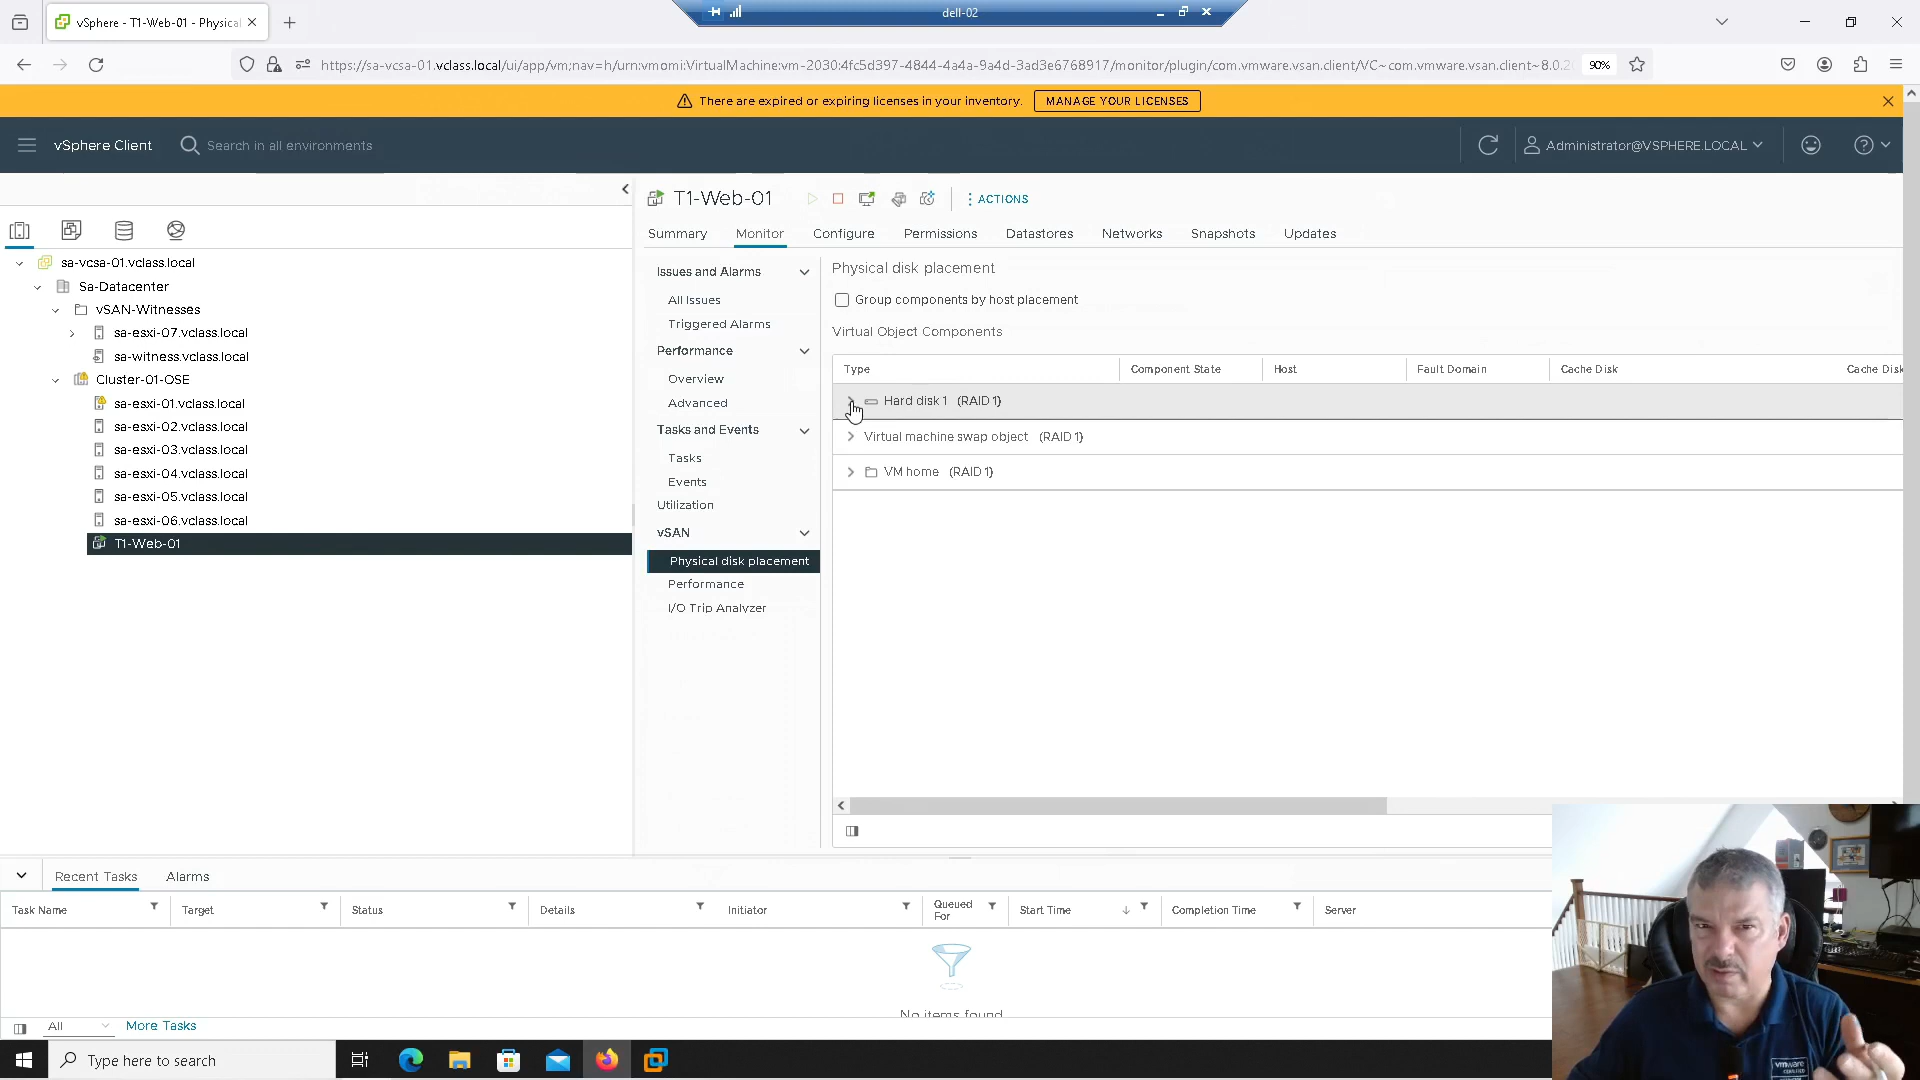 vSphere - T1-Web-01 - Physical
dell-02
https://sa-vcsa-01.vclass.local/ui/app/vm;nav=h/urn:vmomi:VirtualMachine:vm-2030:4fc5d397-4844-4a4a-9a4d-3ad3e6768917/monitor/plugin/com.vmware.vsan.client/VC~com.vmware.vsan.client~8.0.20
90%
There are expired or expiring licenses in your inventory.
MANAGE YOUR LICENSES
vSphere Client
Search in all environments
Administrator@VSPHERE.LOCAL
T1-Web-01
ACTIONS
Summary
Monitor
Configure
Permissions
Datastores
Networks
Snapshots
Updates
sa-vcsa-01.vclass.local
Sa-Datacenter
vSAN-Witnesses
sa-esxi-07.vclass.local
sa-witness.vclass.local
Cluster-01-OSE
sa-esxi-01.vclass.local
sa-esxi-02.vclass.local
sa-esxi-03.vclass.local
sa-esxi-04.vclass.local
sa-esxi-05.vclass.local
sa-esxi-06.vclass.local
T1-Web-01
Issues and Alarms
All Issues
Triggered Alarms
Performance
Overview
Advanced
Tasks and Events
Tasks
Events
Utilization
vSAN
Physical disk placement
Performance
I/O Trip Analyzer
Physical disk placement
Group components by host placement
Virtual Object Components
Type
Component State
Host
Fault Domain
Cache Disk
Cache Disk
Hard disk 1 (RAID 1)
Virtual machine swap object (RAID 1)
VM home (RAID 1)
Recent Tasks
Alarms
Task Name
Target
Status
Details
Initiator
Queued For
Start Time
Completion Time
Server
No items found
All
More Tasks
Type here to search
vmware